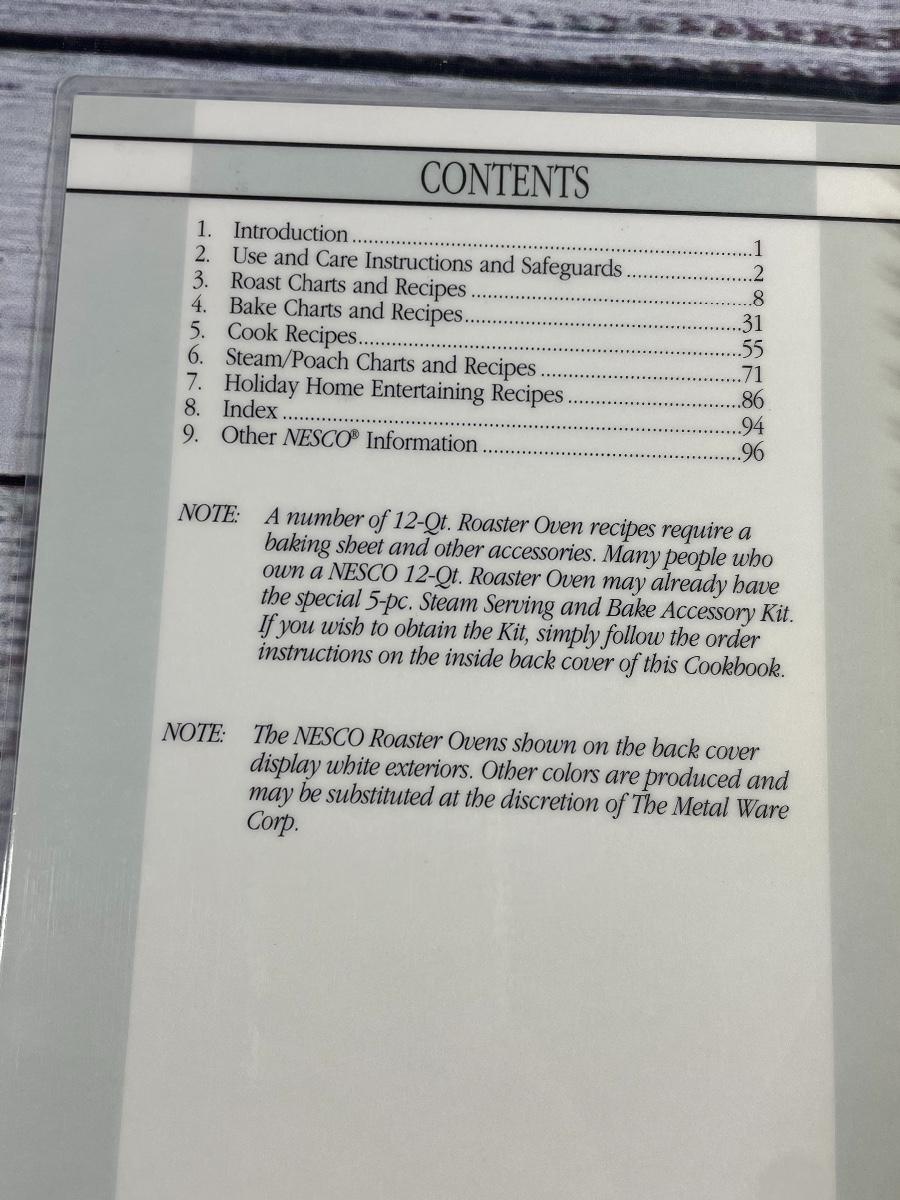 CONTENTS
1. Introduction ........................................................................1
2. Use and Care Instructions and Safeguards .......................2
3. Roast Charts and Recipes ..................................................8
4. Bake Charts and Recipes..................................................31
5. Cook Recipes.....................................................................55
6. Steam/Poach Charts and Recipes ....................................71
7. Holiday Home Entertaining Recipes ...............................86
8. Index ..................................................................................94
9. Other NESCO® Information ..............................................96
NOTE: A number of 12-Qt. Roaster Oven recipes require a
baking sheet and other accessories. Many people who
own a NESCO 12-Qt. Roaster Oven may already have
the special 5-pc. Steam Serving and Bake Accessory Kit.
If you wish to obtain the Kit, simply follow the order
instructions on the inside back cover of this Cookbook.
NOTE: The NESCO Roaster Ovens shown on the back cover
display white exteriors. Other colors are produced and
may be substituted at the discretion of The Metal Ware
Corp.